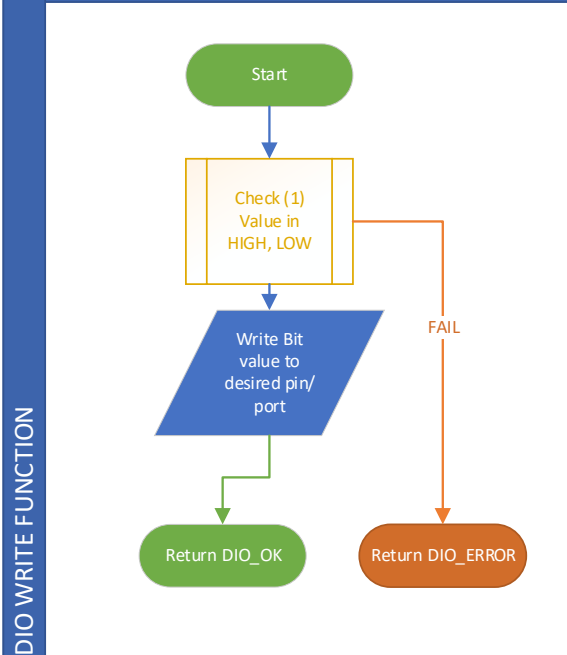 DIO WRITE FUNCTION
Start
Check (1)
Value in
HIGH, LOW
FAIL
Write Bit
value to
desired pin/
port
Return DIO_OK
Return DIO_ERROR